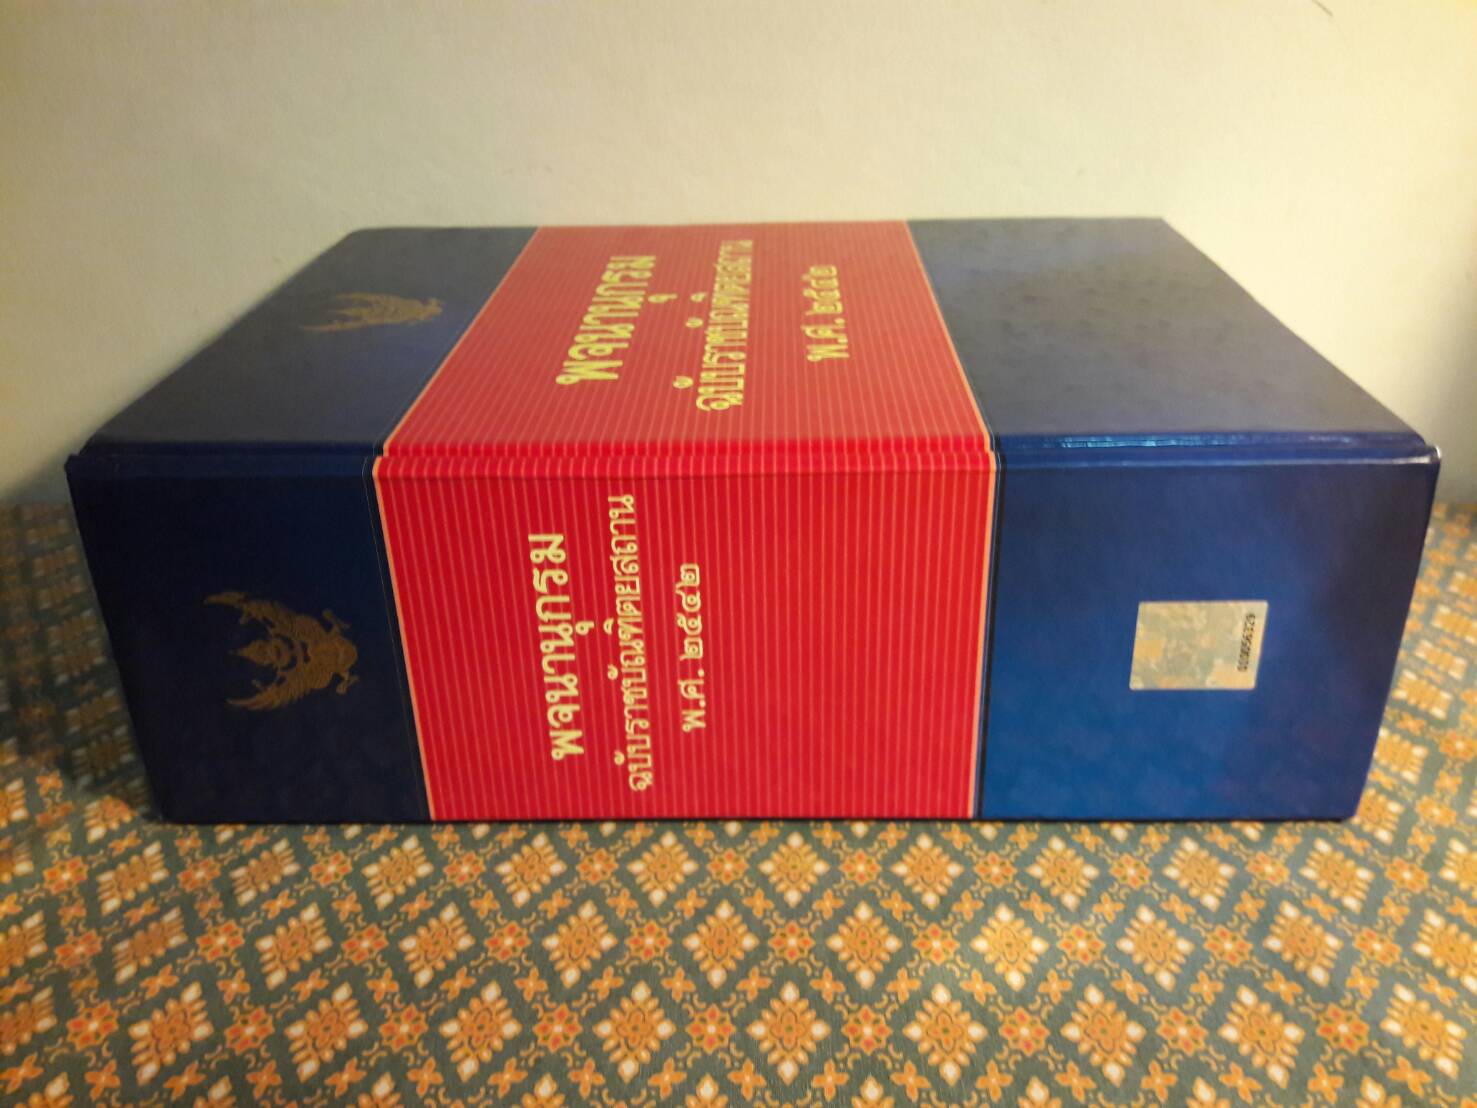 พจนานุกรม
ฉบับราชบัณฑิตยสถาน
พ.ศ. ๒๕๔๒
พจนานุกรม
ฉบับราชบัณฑิตยสถาน
พ.ศ. ๒๕๔๒
0000056329